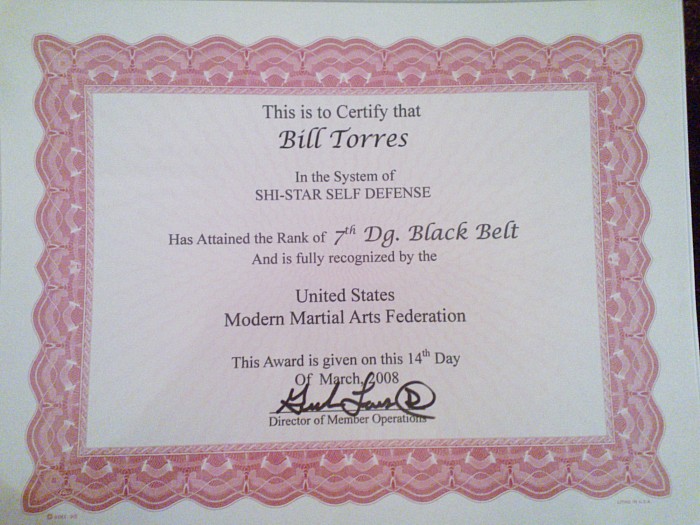 This is to Certify that
Bill Torres
In the System of
SHI-STAR SELF DEFENSE
Has Attained the Rank of 7th Dg. Black Belt
And is fully recognized by the
United States
Modern Martial Arts Federation
This Award is given on this 14th Day
Of March, 2008
Director of Member Operations